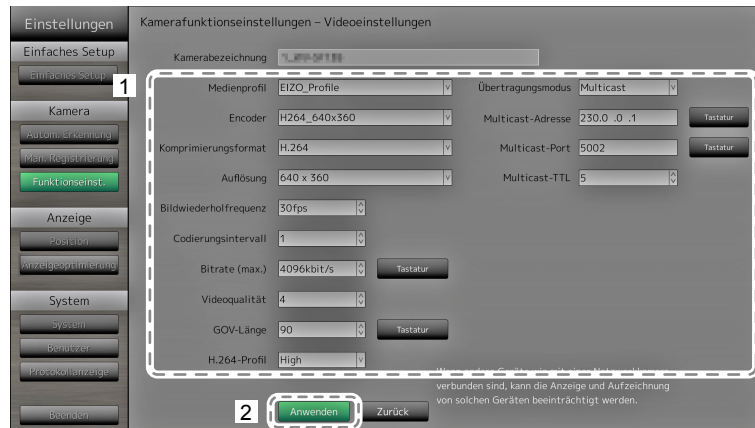 Einstellungen
Kamerafunktionseinstellungen – Videoeinstellungen
Einfaches Setup
Einfaches Setup
Kamera
Autom. Erkennung
Man. Registrierung
Funktionseinst.
Anzeige
Position
Anzeigeoptimierung
System
System
Benutzer
Protokollanzeige
Beenden
Kamerabezeichnung
1
Medienprofil EIZO_Profile
Encoder H264_640x360
Komprimierungsformat H.264
Auflösung 640 x 360
Bildwiederholfrequenz 30fps
Codierungsintervall 1
Bitrate (max.) 4096kbit/s Tastatur
Videoqualität 4
GOV-Länge 90 Tastatur
H.264-Profil High
Übertragungsmodus Multicast
Multicast-Adresse 230.0 .0 .1 Tastatur
Multicast-Port 5002 Tastatur
Multicast-TTL 5
verbunden sind, kann die Anzeige und Aufzeichnung
von solchen Geräten beeinträchtigt werden.
2
Anwenden Zurück